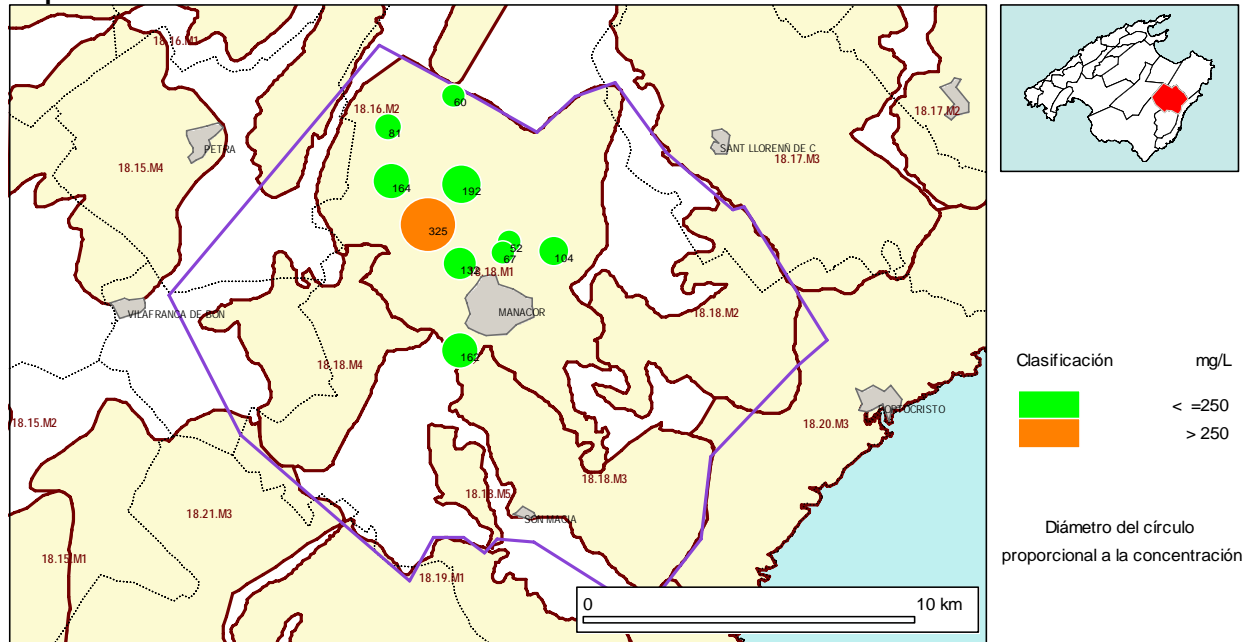 18.16.M1
60
18.16.M2
81
18.17.M2
PETRA
SANT LLORENÑ DE C
18.17.M3
18.15.M4
164
192
325
52
67
104
132
18.18.M1
VILAFRANCA DE BON
MANACOR
18.18.M2
162
18.18.M4
Clasificación mg/L
< =250
> 250
PORTOCRISTO
18.20.M3
18.15.M2
18.18.M3
18.18.M5
SON MACIA
18.21.M3
18.15.M1
18.19.M1
Diámetro del círculo
proporcional a la concentración
0 10 km